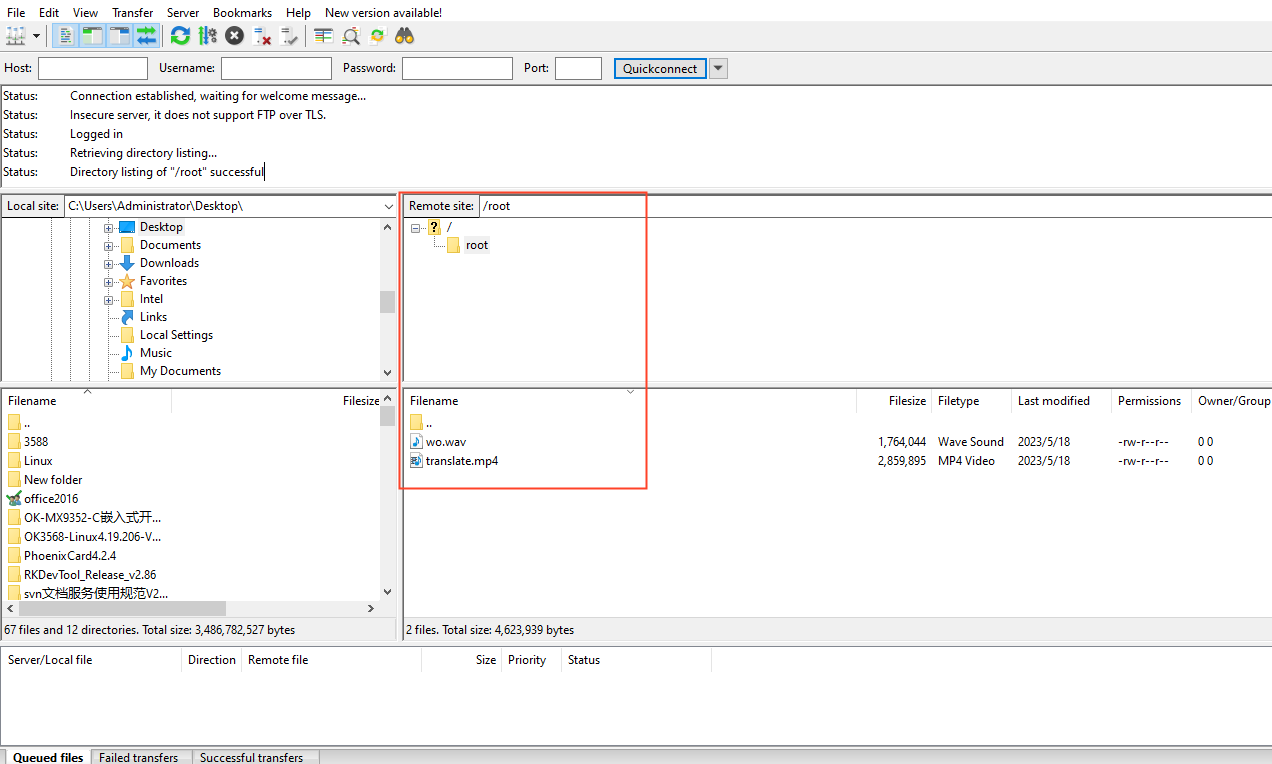 File Edit View Transfer Server Bookmarks Help New version available!
Host: Username: Password: Port: Quickconnect
Status: Connection established, waiting for welcome message...
Status: Insecure server, it does not support FTP over TLS.
Status: Logged in
Status: Retrieving directory listing...
Status: Directory listing of "/root" successful
Local site: C:\Users\Administrator\Desktop\
Desktop
Documents
Downloads
Favorites
Intel
Links
Local Settings
Music
My Documents
Remote site: /root
/
root
Filename Filesize
..
3588
Linux
New folder
office2016
OK-MX9352-C嵌入式开...
OK3568-Linux4.19.206-V...
PhoenixCard4.2.4
RKDevTool_Release_v2.86
svn文档服务使用规范V2...
67 files and 12 directories. Total size: 3,486,782,527 bytes
Filename Filesize Filetype Last modified Permissions Owner/Group
..
wo.wav 1,764,044 Wave Sound 2023/5/18 -rw-r--r-- 0 0
translate.mp4 2,859,895 MP4 Video 2023/5/18 -rw-r--r-- 0 0
2 files. Total size: 4,623,939 bytes
Server/Local file Direction Remote file Size Priority Status
Queued files Failed transfers Successful transfers